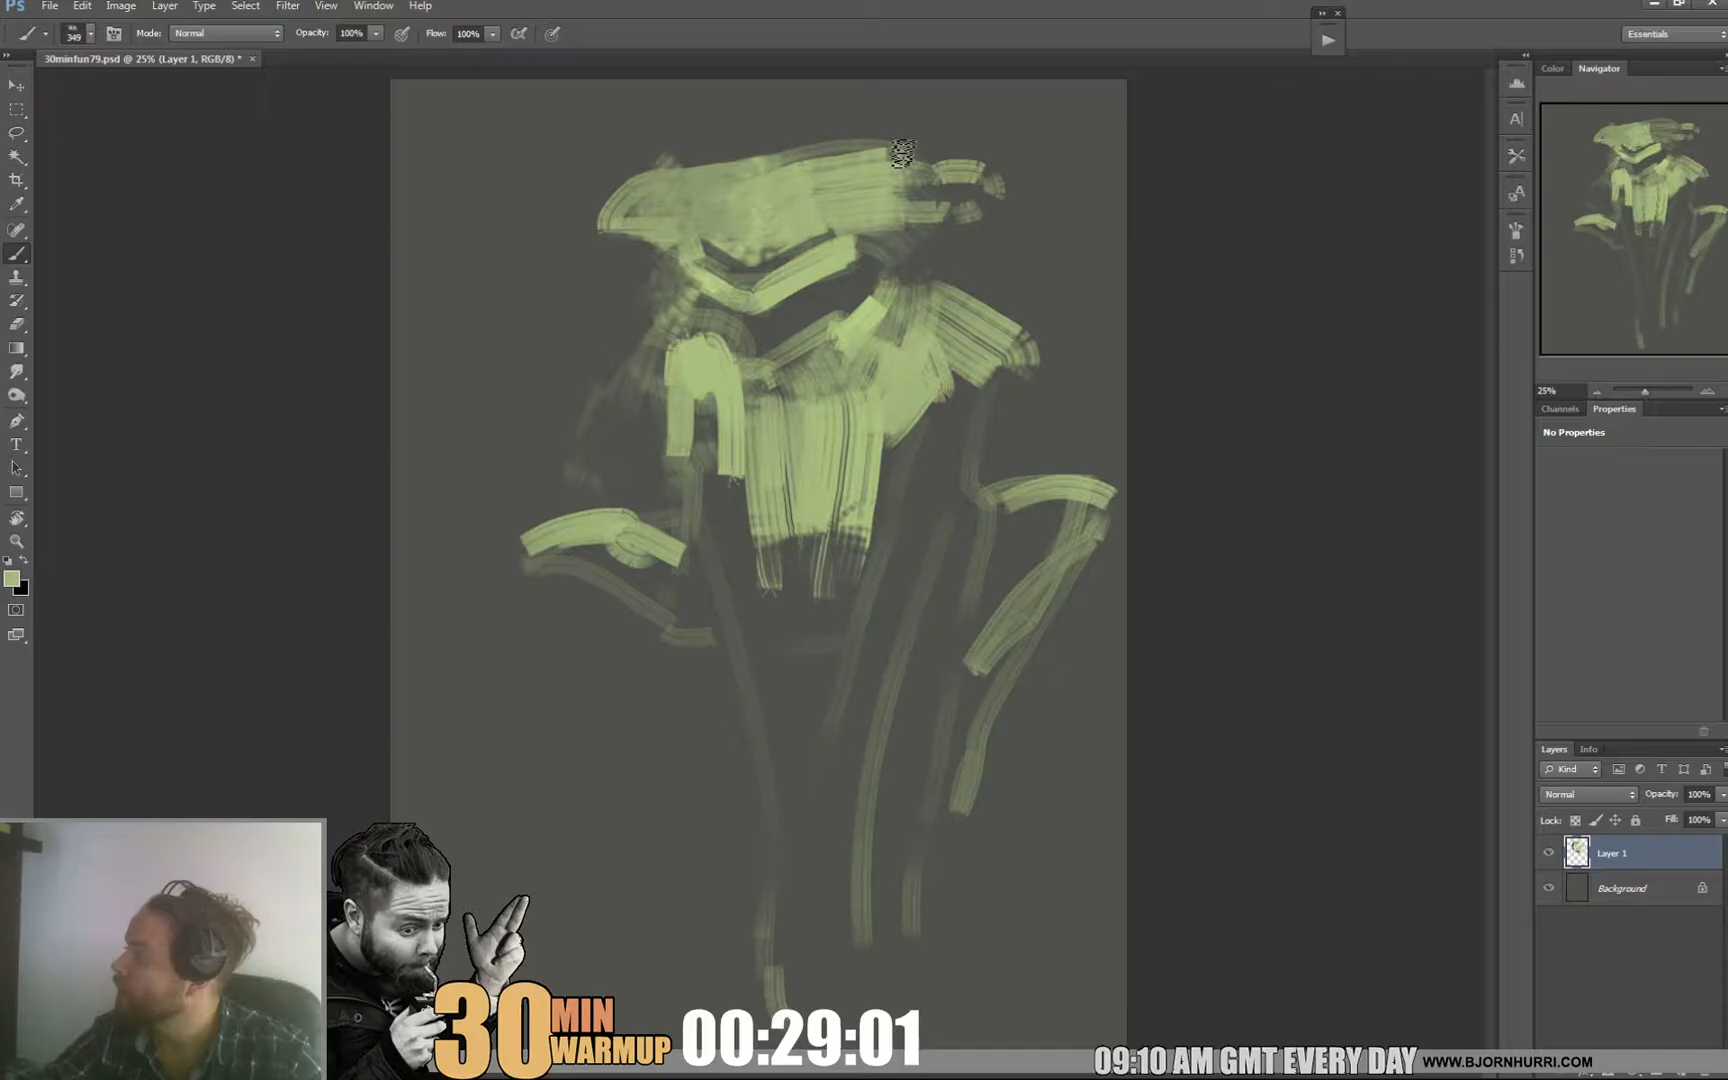 Ps File Edit Image Layer Type Select Filter View Window Help
349 Mode: Normal Opacity: 100% Flow: 100% Essentials
30minfun79.psd @ 25% (Layer 1, RGB/8) *
Color Navigator
25%
Channels Properties
No Properties
Layers Info
Kind
Normal Opacity: 100%
Lock: Fill: 100%
Layer 1
Background
30 MIN WARMUP
00:29:01
09:10 AM GMT EVERY DAY WWW.BJORNHURRI.COM